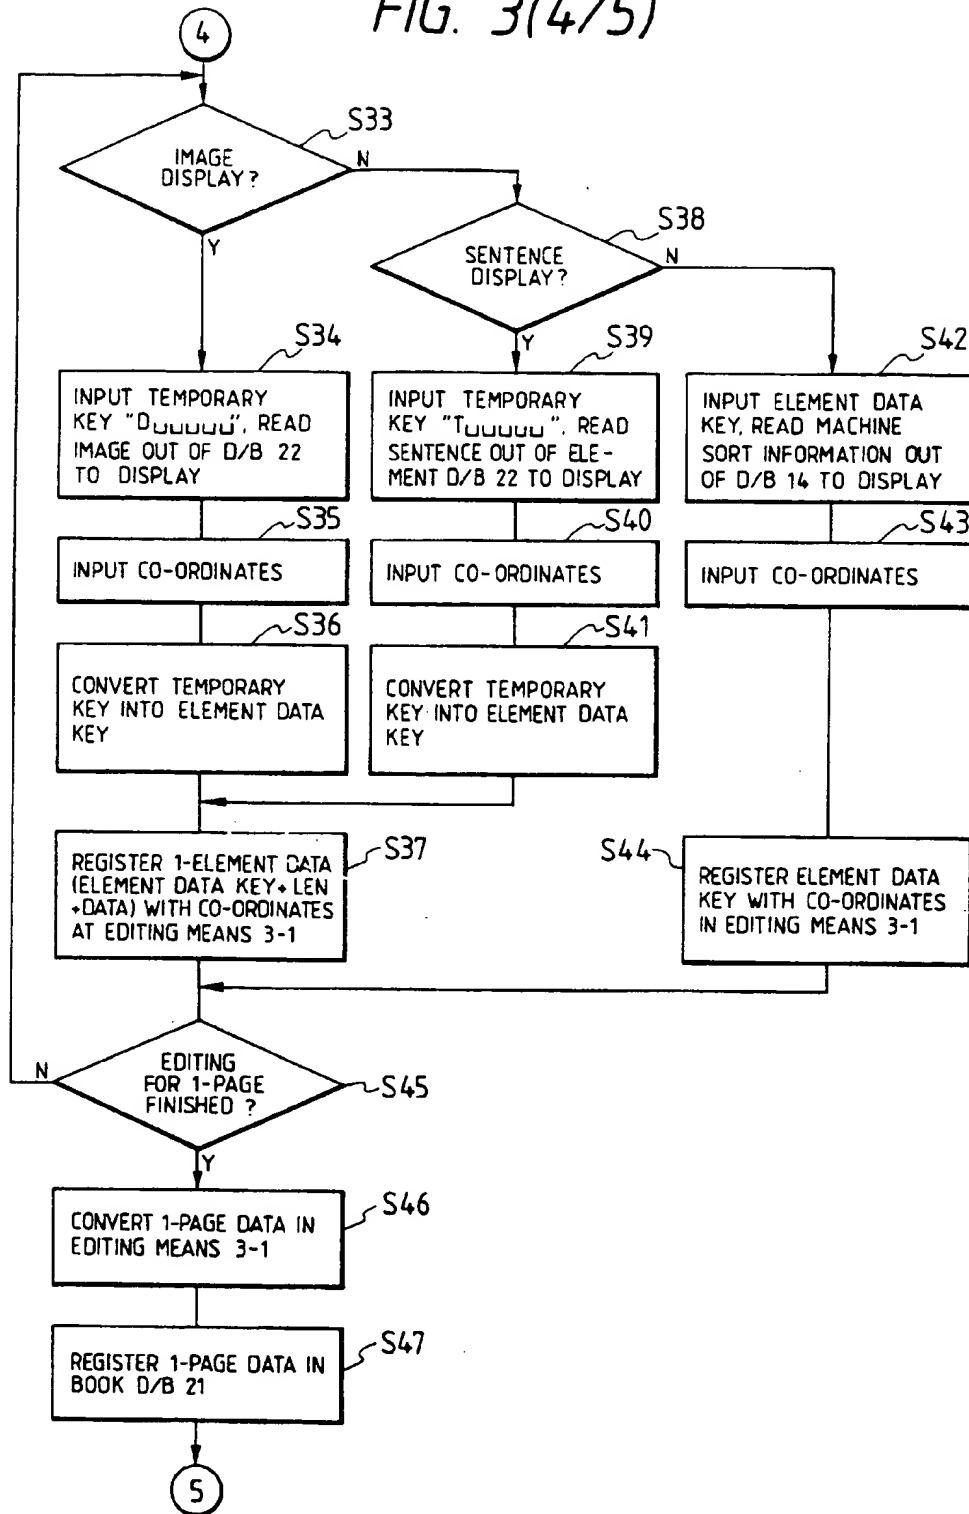 FIG. 3(4/5)
4
S33
IMAGE
DISPLAY?
N
Y
S38
SENTENCE
DISPLAY?
N
Y
S34
INPUT TEMPORARY
KEY "D␣␣␣␣␣", READ
IMAGE OUT OF D/B 22
TO DISPLAY
S39
INPUT TEMPORARY
KEY "T␣␣␣␣␣", READ
SENTENCE OUT OF ELE-
MENT D/B 22 TO DISPLAY
S42
INPUT ELEMENT DATA
KEY, READ MACHINE
SORT INFORMATION OUT
OF D/B 14 TO DISPLAY
S35
INPUT CO-ORDINATES
S40
INPUT CO-ORDINATES
S43
INPUT CO-ORDINATES
S36
CONVERT TEMPORARY
KEY INTO ELEMENT DATA
KEY
S41
CONVERT TEMPORARY
KEY INTO ELEMENT DATA
KEY
S37
REGISTER 1-ELEMENT DATA
(ELEMENT DATA KEY+LEN
+DATA) WITH CO-ORDINATES
AT EDITING MEANS 3-1
S44
REGISTER ELEMENT DATA
KEY WITH CO-ORDINATES
IN EDITING MEANS 3-1
S45
EDITING
FOR 1-PAGE
FINISHED ?
N
Y
S46
CONVERT 1-PAGE DATA IN
EDITING MEANS 3-1
S47
REGISTER 1-PAGE DATA IN
BOOK D/B 21
5